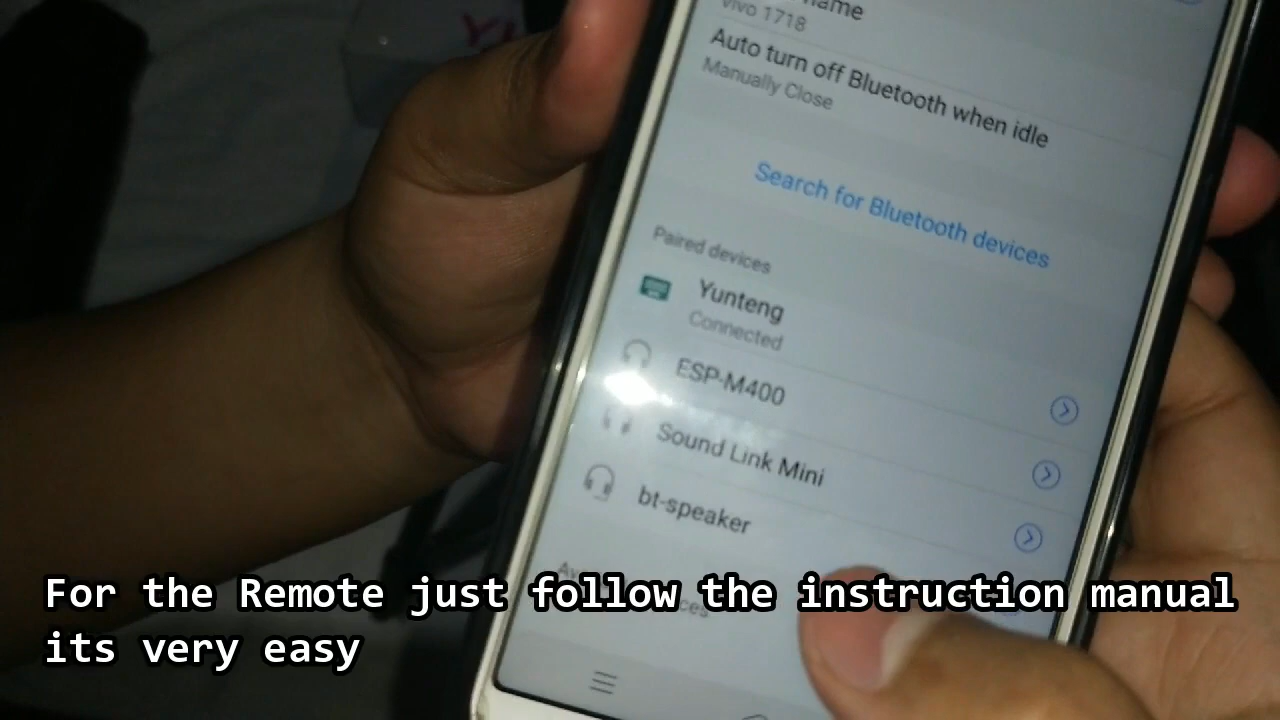 name
vivo 1718
Auto turn off Bluetooth when idle
Manually Close
Search for Bluetooth devices
Paired devices
Yunteng
Connected
ESP-M400
Sound Link Mini
bt-speaker
For the Remote just follow the instruction manual
its very easy